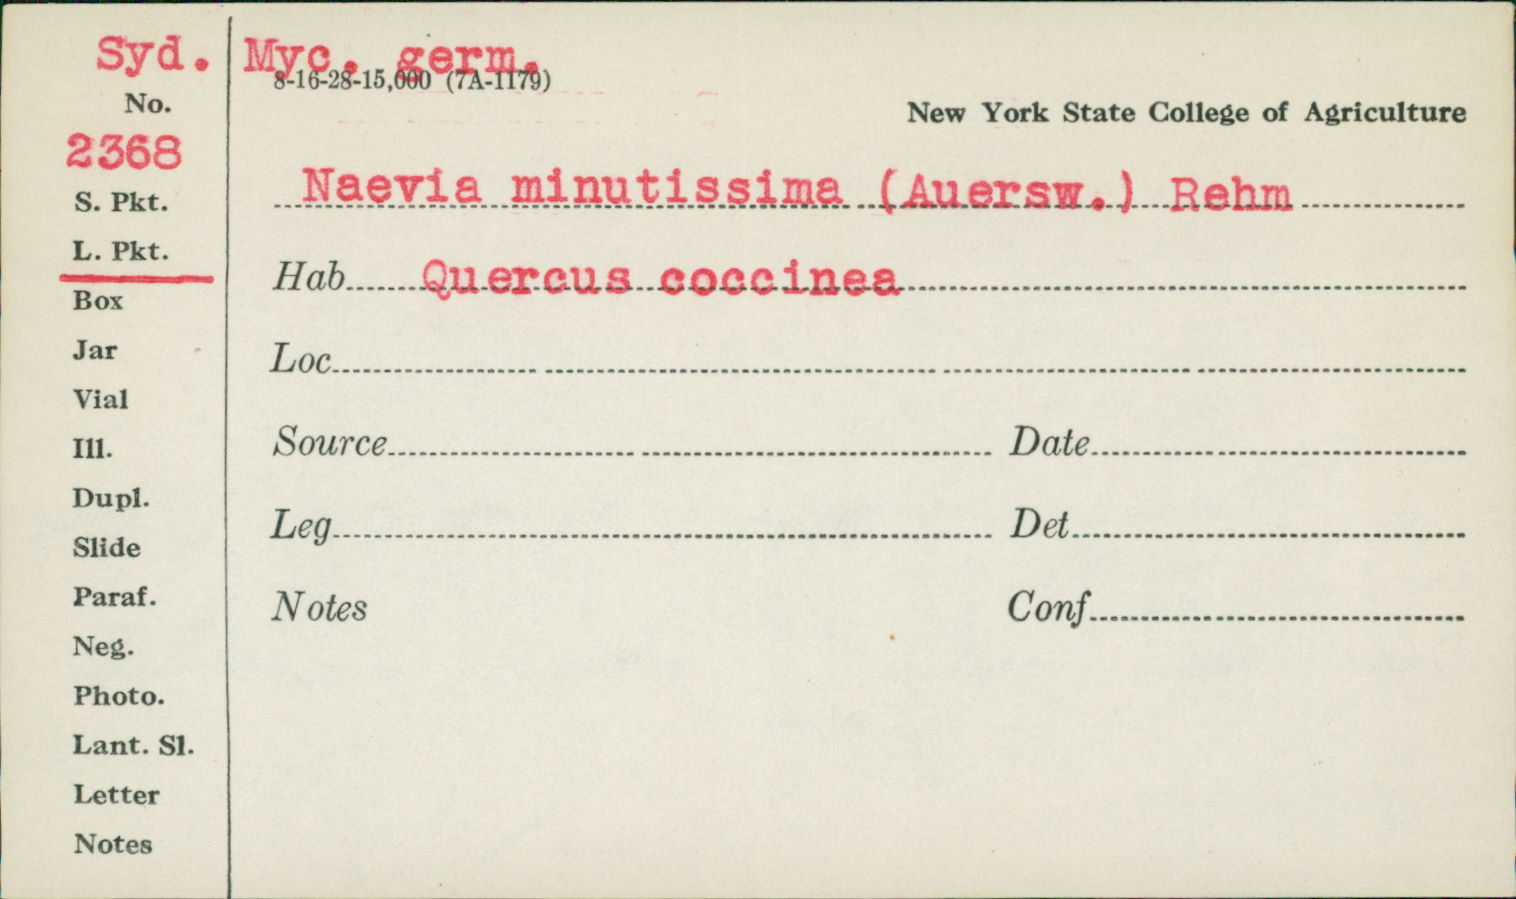 Syd. Myc. germ.
8-16-28-15,000 (7A-1179)
No.
New York State College of Agriculture
2368
Naevia minutissima (Auersw.) Rehm
S. Pkt.
L. Pkt.
Hab Quercus coccinea
Box
Jar
Loc
Vial
Ill.
Source Date
Dupl.
Slide
Leg Det
Paraf.
Notes Conf
Neg.
Photo.
Lant. Sl.
Letter
Notes